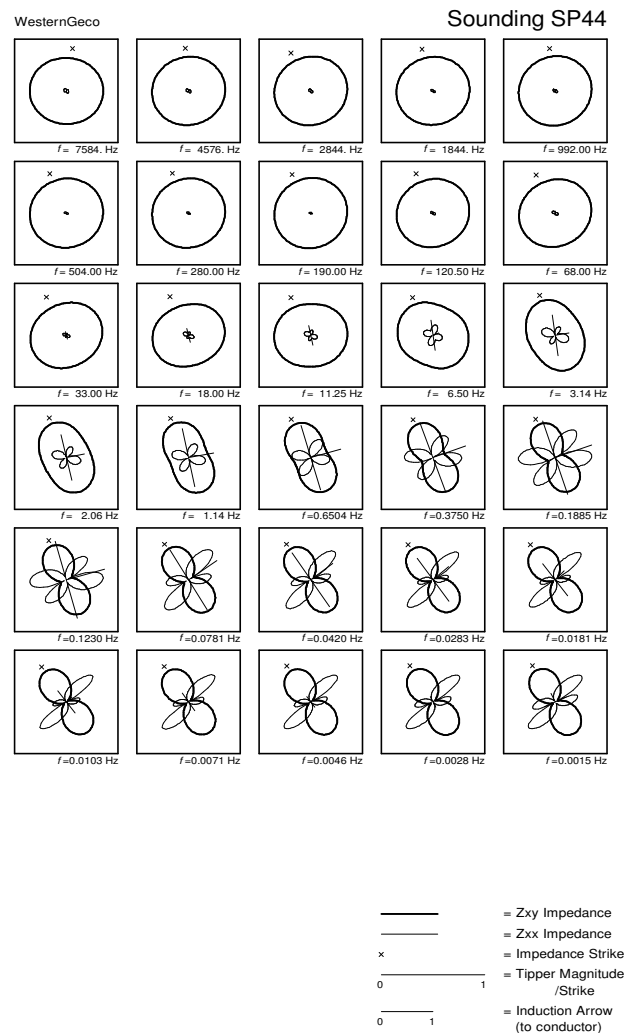 WesternGeco Sounding SP44
f = 7584. Hz f = 4576. Hz f = 2844. Hz f = 1844. Hz f = 992.00 Hz
f = 504.00 Hz f = 280.00 Hz f = 190.00 Hz f = 120.50 Hz f = 68.00 Hz
f = 33.00 Hz f = 18.00 Hz f = 11.25 Hz f = 6.50 Hz f = 3.14 Hz
f = 2.06 Hz f = 1.14 Hz f =0.6504 Hz f =0.3750 Hz f =0.1885 Hz
f =0.1230 Hz f =0.0781 Hz f =0.0420 Hz f =0.0283 Hz f =0.0181 Hz
f =0.0103 Hz f =0.0071 Hz f =0.0046 Hz f =0.0028 Hz f =0.0015 Hz
= Zxy Impedance
= Zxx Impedance
× = Impedance Strike
= Tipper Magnitude
0 1 /Strike
= Induction Arrow
0 1 (to conductor)